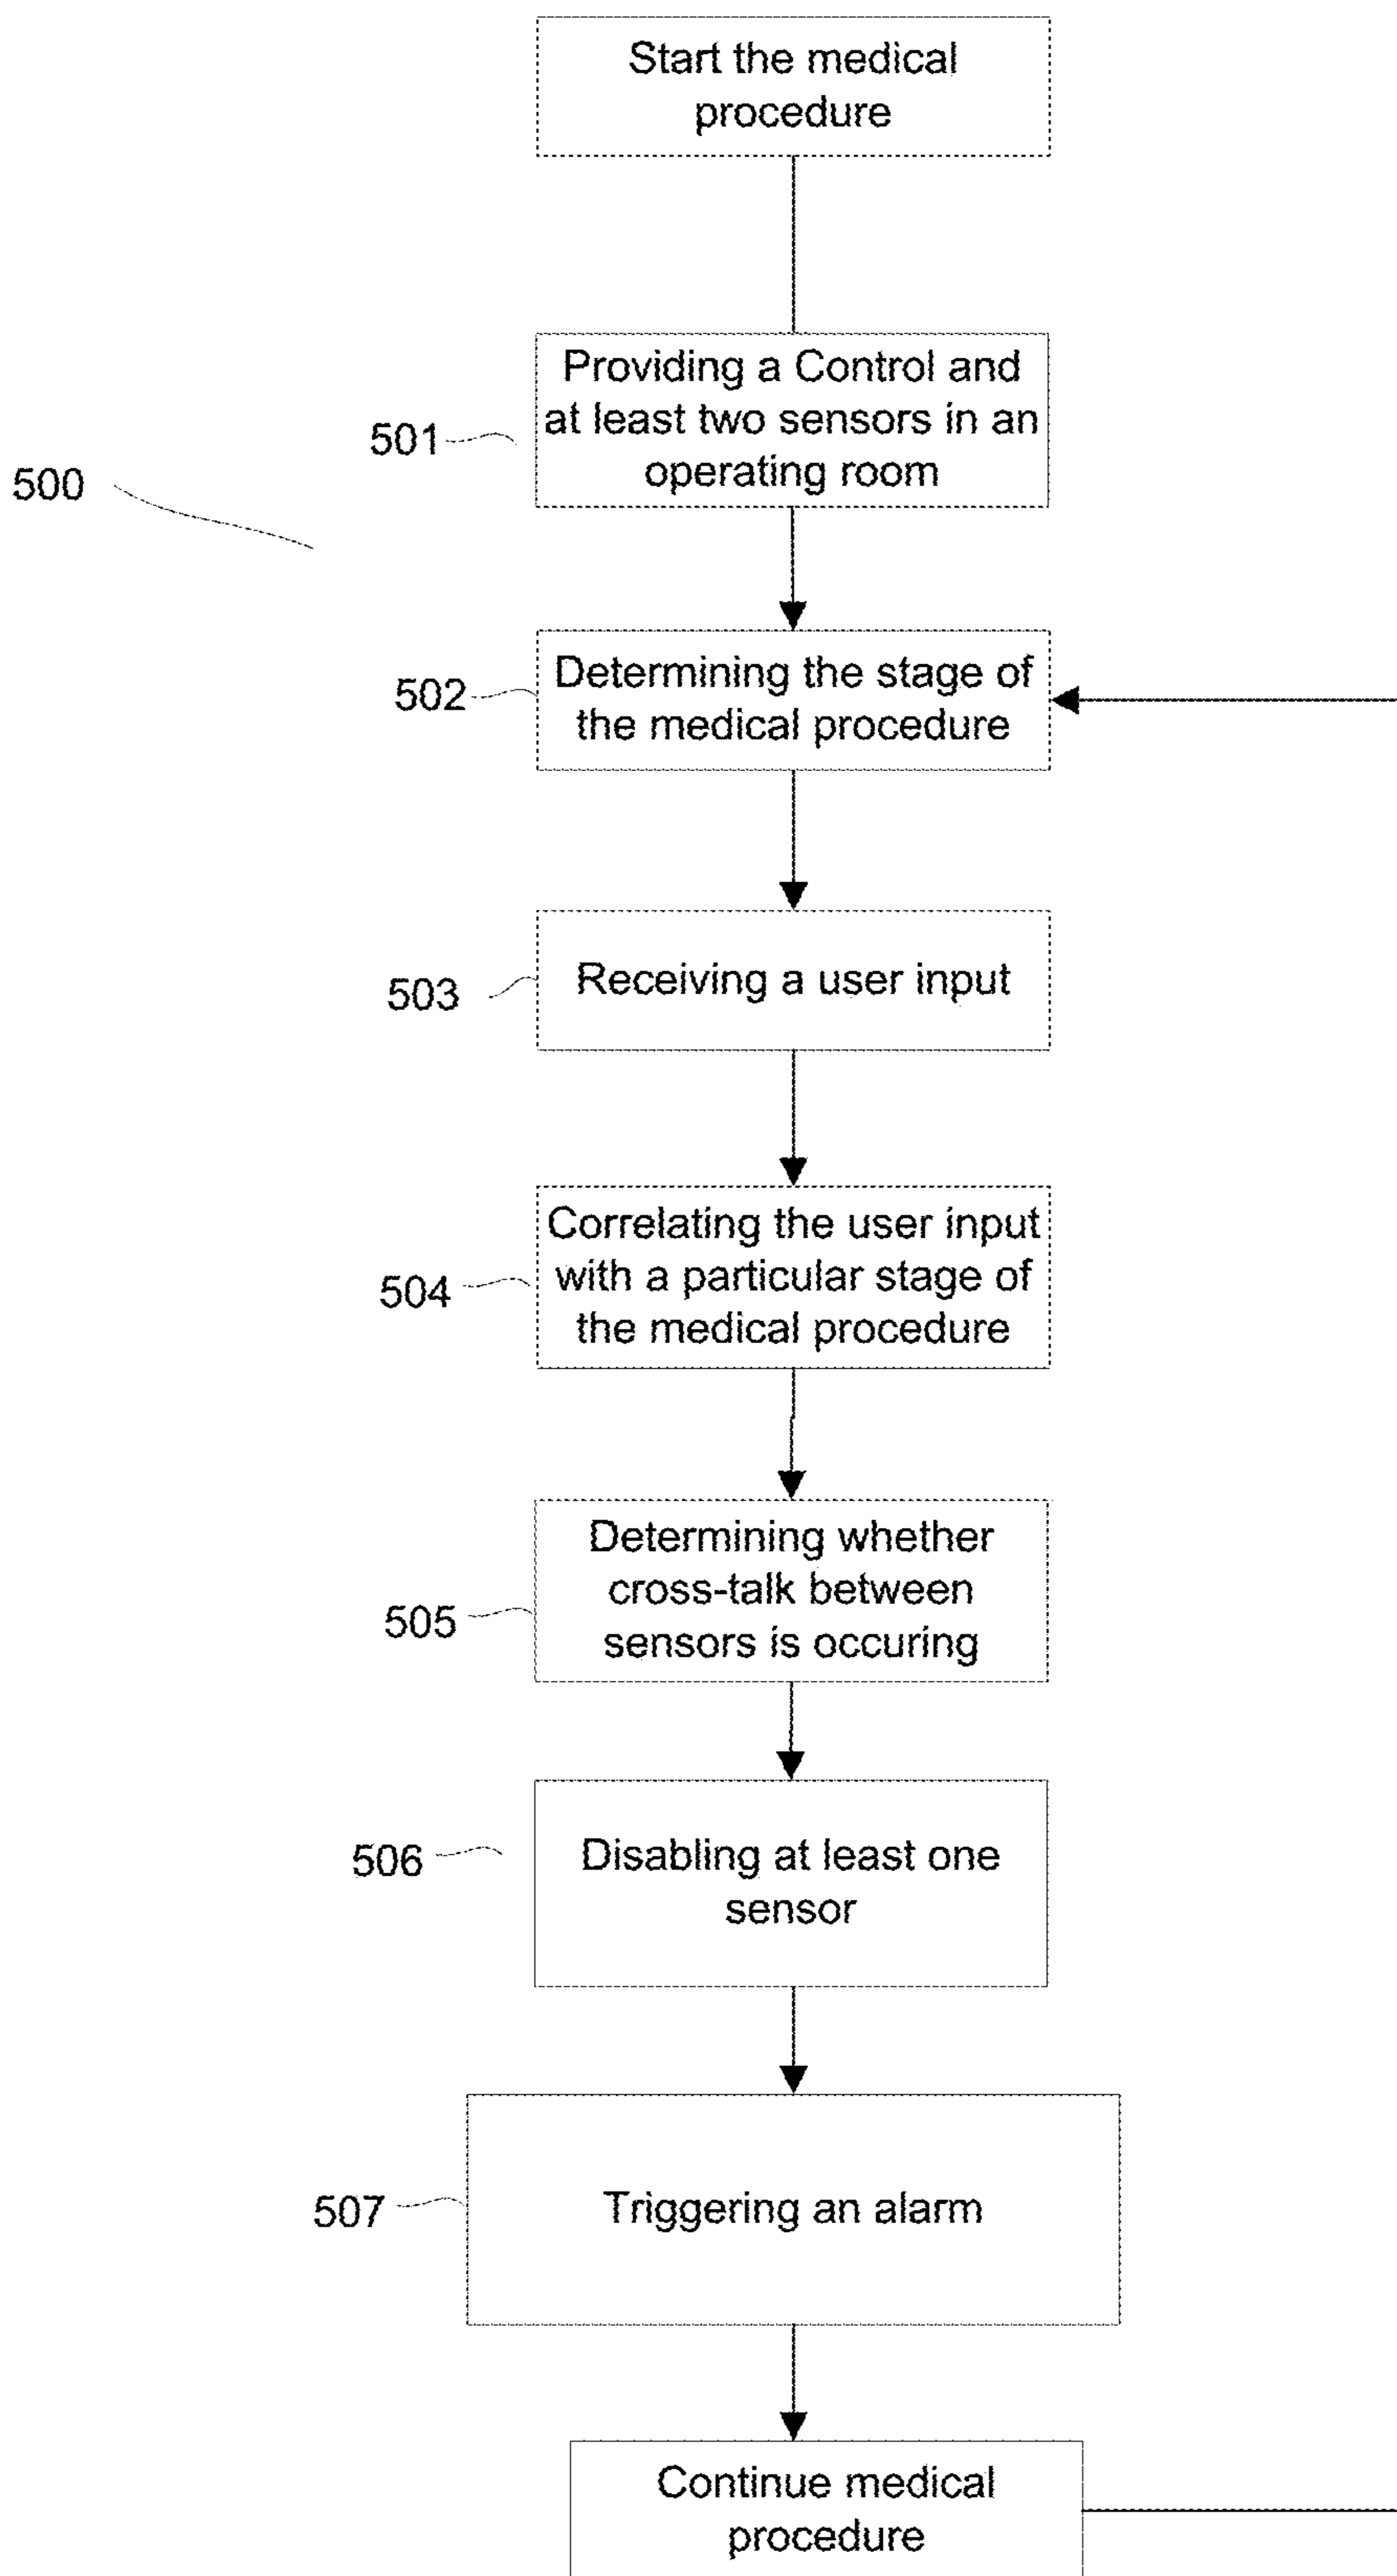 Start the medical
procedure
Providing a Control and
at least two sensors in an
operating room
501
500
Determining the stage of
the medical procedure
502
Receiving a user input
503
Correlating the user input
with a particular stage of
the medical procedure
504
Determining whether
cross-talk between
sensors is occuring
505
Disabling at least one
sensor
506
Triggering an alarm
507
Continue medical
procedure